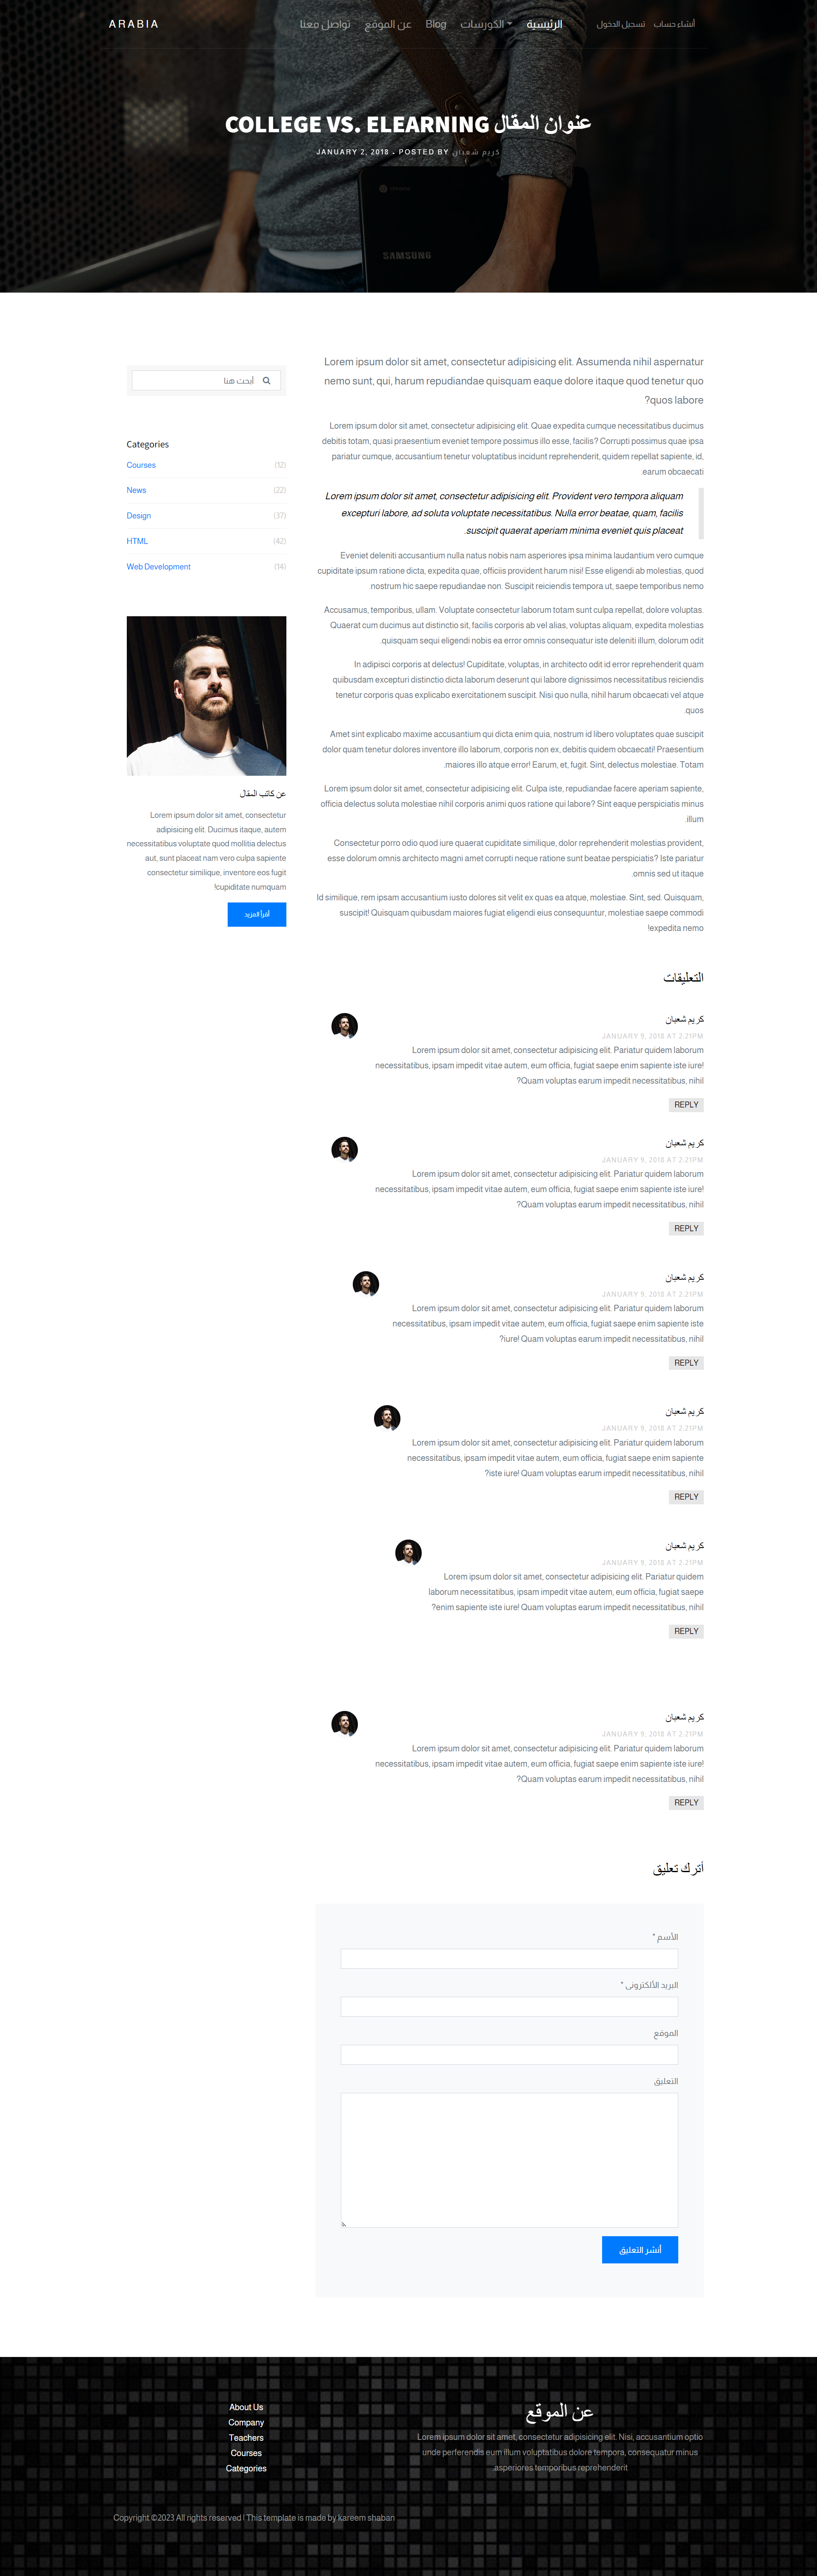 أنشاء حساب تسجيل الدخول الرئيسية الكورسات Blog عن الموقع تواصل معنا ARABIA
عنوان المقال COLLEGE VS. ELEARNING
JANUARY 2, 2018 - POSTED BY كريم شعبان
SAMSUNG
Lorem ipsum dolor sit amet, consectetur adipisicing elit. Assumenda nihil aspernatur
nemo sunt, qui, harum repudiandae quisquam eaque dolore itaque quod tenetur quo
?quos labore
Lorem ipsum dolor sit amet, consectetur adipisicing elit. Quae expedita cumque necessitatibus ducimus
debitis totam, quasi praesentium eveniet tempore possimus illo esse, facilis? Corrupti possimus quae ipsa
pariatur cumque, accusantium tenetur voluptatibus incidunt reprehenderit, quidem repellat sapiente, id,
.earum obcaecati
Lorem ipsum dolor sit amet, consectetur adipisicing elit. Provident vero tempora aliquam
excepturi labore, ad soluta voluptate necessitatibus. Nulla error beatae, quam, facilis
.suscipit quaerat aperiam minima eveniet quis placeat
Eveniet deleniti accusantium nulla natus nobis nam asperiores ipsa minima laudantium vero cumque
cupiditate ipsum ratione dicta, expedita quae, officiis provident harum nisi! Esse eligendi ab molestias, quod
.nostrum hic saepe repudiandae non. Suscipit reiciendis tempora ut, saepe temporibus nemo
Accusamus, temporibus, ullam. Voluptate consectetur laborum totam sunt culpa repellat, dolore voluptas.
Quaerat cum ducimus aut distinctio sit, facilis corporis ab vel alias, voluptas aliquam, expedita molestias
.quisquam sequi eligendi nobis ea error omnis consequatur iste deleniti illum, dolorum odit
In adipisci corporis at delectus! Cupiditate, voluptas, in architecto odit id error reprehenderit quam
quibusdam excepturi distinctio dicta laborum deserunt qui labore dignissimos necessitatibus reiciendis
tenetur corporis quas explicabo exercitationem suscipit. Nisi quo nulla, nihil harum obcaecati vel atque
.quos
Amet sint explicabo maxime accusantium qui dicta enim quia, nostrum id libero voluptates quae suscipit
dolor quam tenetur dolores inventore illo laborum, corporis non ex, debitis quidem obcaecati! Praesentium
.maiores illo atque error! Earum, et, fugit. Sint, delectus molestiae. Totam
Lorem ipsum dolor sit amet, consectetur adipisicing elit. Culpa iste, repudiandae facere aperiam sapiente,
officia delectus soluta molestiae nihil corporis animi quos ratione qui labore? Sint eaque perspiciatis minus
.illum
Consectetur porro odio quod iure quaerat cupiditate similique, dolor reprehenderit molestias provident,
esse dolorum omnis architecto magni amet corrupti neque ratione sunt beatae perspiciatis? Iste pariatur
.omnis sed ut itaque
Id similique, rem ipsam accusantium iusto dolores sit velit ex quas ea atque, molestiae. Sint, sed. Quisquam,
suscipit! Quisquam quibusdam maiores fugiat eligendi eius consequuntur, molestiae saepe commodi
!expedita nemo
أبحث هنا
Categories
Courses (12)
News (22)
Design (37)
HTML (42)
Web Development (14)
عن كاتب المقال
Lorem ipsum dolor sit amet, consectetur
adipisicing elit. Ducimus itaque, autem
necessitatibus voluptate quod mollitia delectus
aut, sunt placeat nam vero culpa sapiente
consectetur similique, inventore eos fugit
!cupiditate numquam
أقرأ المزيد
التعليقات
كريم شعبان
JANUARY 9, 2018 AT 2:21PM
Lorem ipsum dolor sit amet, consectetur adipisicing elit. Pariatur quidem laborum
necessitatibus, ipsam impedit vitae autem, eum officia, fugiat saepe enim sapiente iste iure!
?Quam voluptas earum impedit necessitatibus, nihil
REPLY
كريم شعبان
JANUARY 9, 2018 AT 2:21PM
Lorem ipsum dolor sit amet, consectetur adipisicing elit. Pariatur quidem laborum
necessitatibus, ipsam impedit vitae autem, eum officia, fugiat saepe enim sapiente iste iure!
?Quam voluptas earum impedit necessitatibus, nihil
REPLY
كريم شعبان
JANUARY 9, 2018 AT 2:21PM
Lorem ipsum dolor sit amet, consectetur adipisicing elit. Pariatur quidem laborum
necessitatibus, ipsam impedit vitae autem, eum officia, fugiat saepe enim sapiente iste
?iure! Quam voluptas earum impedit necessitatibus, nihil
REPLY
كريم شعبان
JANUARY 9, 2018 AT 2:21PM
Lorem ipsum dolor sit amet, consectetur adipisicing elit. Pariatur quidem laborum
necessitatibus, ipsam impedit vitae autem, eum officia, fugiat saepe enim sapiente
?iste iure! Quam voluptas earum impedit necessitatibus, nihil
REPLY
كريم شعبان
JANUARY 9, 2018 AT 2:21PM
Lorem ipsum dolor sit amet, consectetur adipisicing elit. Pariatur quidem
laborum necessitatibus, ipsam impedit vitae autem, eum officia, fugiat saepe
?enim sapiente iste iure! Quam voluptas earum impedit necessitatibus, nihil
REPLY
كريم شعبان
JANUARY 9, 2018 AT 2:21PM
Lorem ipsum dolor sit amet, consectetur adipisicing elit. Pariatur quidem laborum
necessitatibus, ipsam impedit vitae autem, eum officia, fugiat saepe enim sapiente iste iure!
?Quam voluptas earum impedit necessitatibus, nihil
REPLY
أترك تعليق
الأسم *
البريد الألكترونى *
الموقع
التعليق
أنشر التعليق
عن الموقع
Lorem ipsum dolor sit amet, consectetur adipisicing elit. Nisi, accusantium optio
unde perferendis eum illum voluptatibus dolore tempora, consequatur minus
.asperiores temporibus reprehenderit
About Us
Company
Teachers
Courses
Categories
Copyright ©2023 All rights reserved | This template is made by kareem shaban